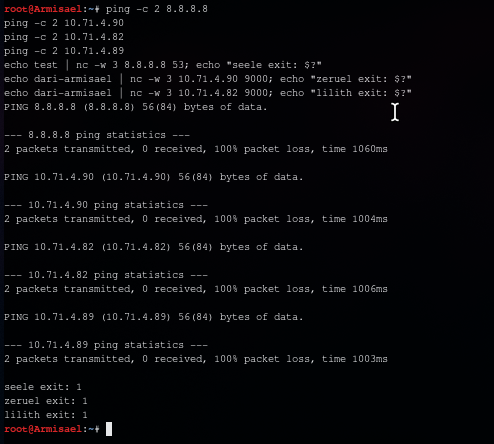 root@Armisael:~# ping -c 2 8.8.8.8
ping -c 2 10.71.4.90
ping -c 2 10.71.4.82
ping -c 2 10.71.4.89
echo test | nc -w 3 8.8.8.8 53; echo "seele exit: $?"
echo dari-armisael | nc -w 3 10.71.4.90 9000; echo "zeruel exit: $?"
echo dari-armisael | nc -w 3 10.71.4.82 9000; echo "lilith exit: $?"
PING 8.8.8.8 (8.8.8.8) 56(84) bytes of data.

--- 8.8.8.8 ping statistics ---
2 packets transmitted, 0 received, 100% packet loss, time 1060ms

PING 10.71.4.90 (10.71.4.90) 56(84) bytes of data.

--- 10.71.4.90 ping statistics ---
2 packets transmitted, 0 received, 100% packet loss, time 1004ms

PING 10.71.4.82 (10.71.4.82) 56(84) bytes of data.

--- 10.71.4.82 ping statistics ---
2 packets transmitted, 0 received, 100% packet loss, time 1006ms

PING 10.71.4.89 (10.71.4.89) 56(84) bytes of data.

--- 10.71.4.89 ping statistics ---
2 packets transmitted, 0 received, 100% packet loss, time 1003ms

seele exit: 1
zeruel exit: 1
lilith exit: 1
root@Armisael:~#